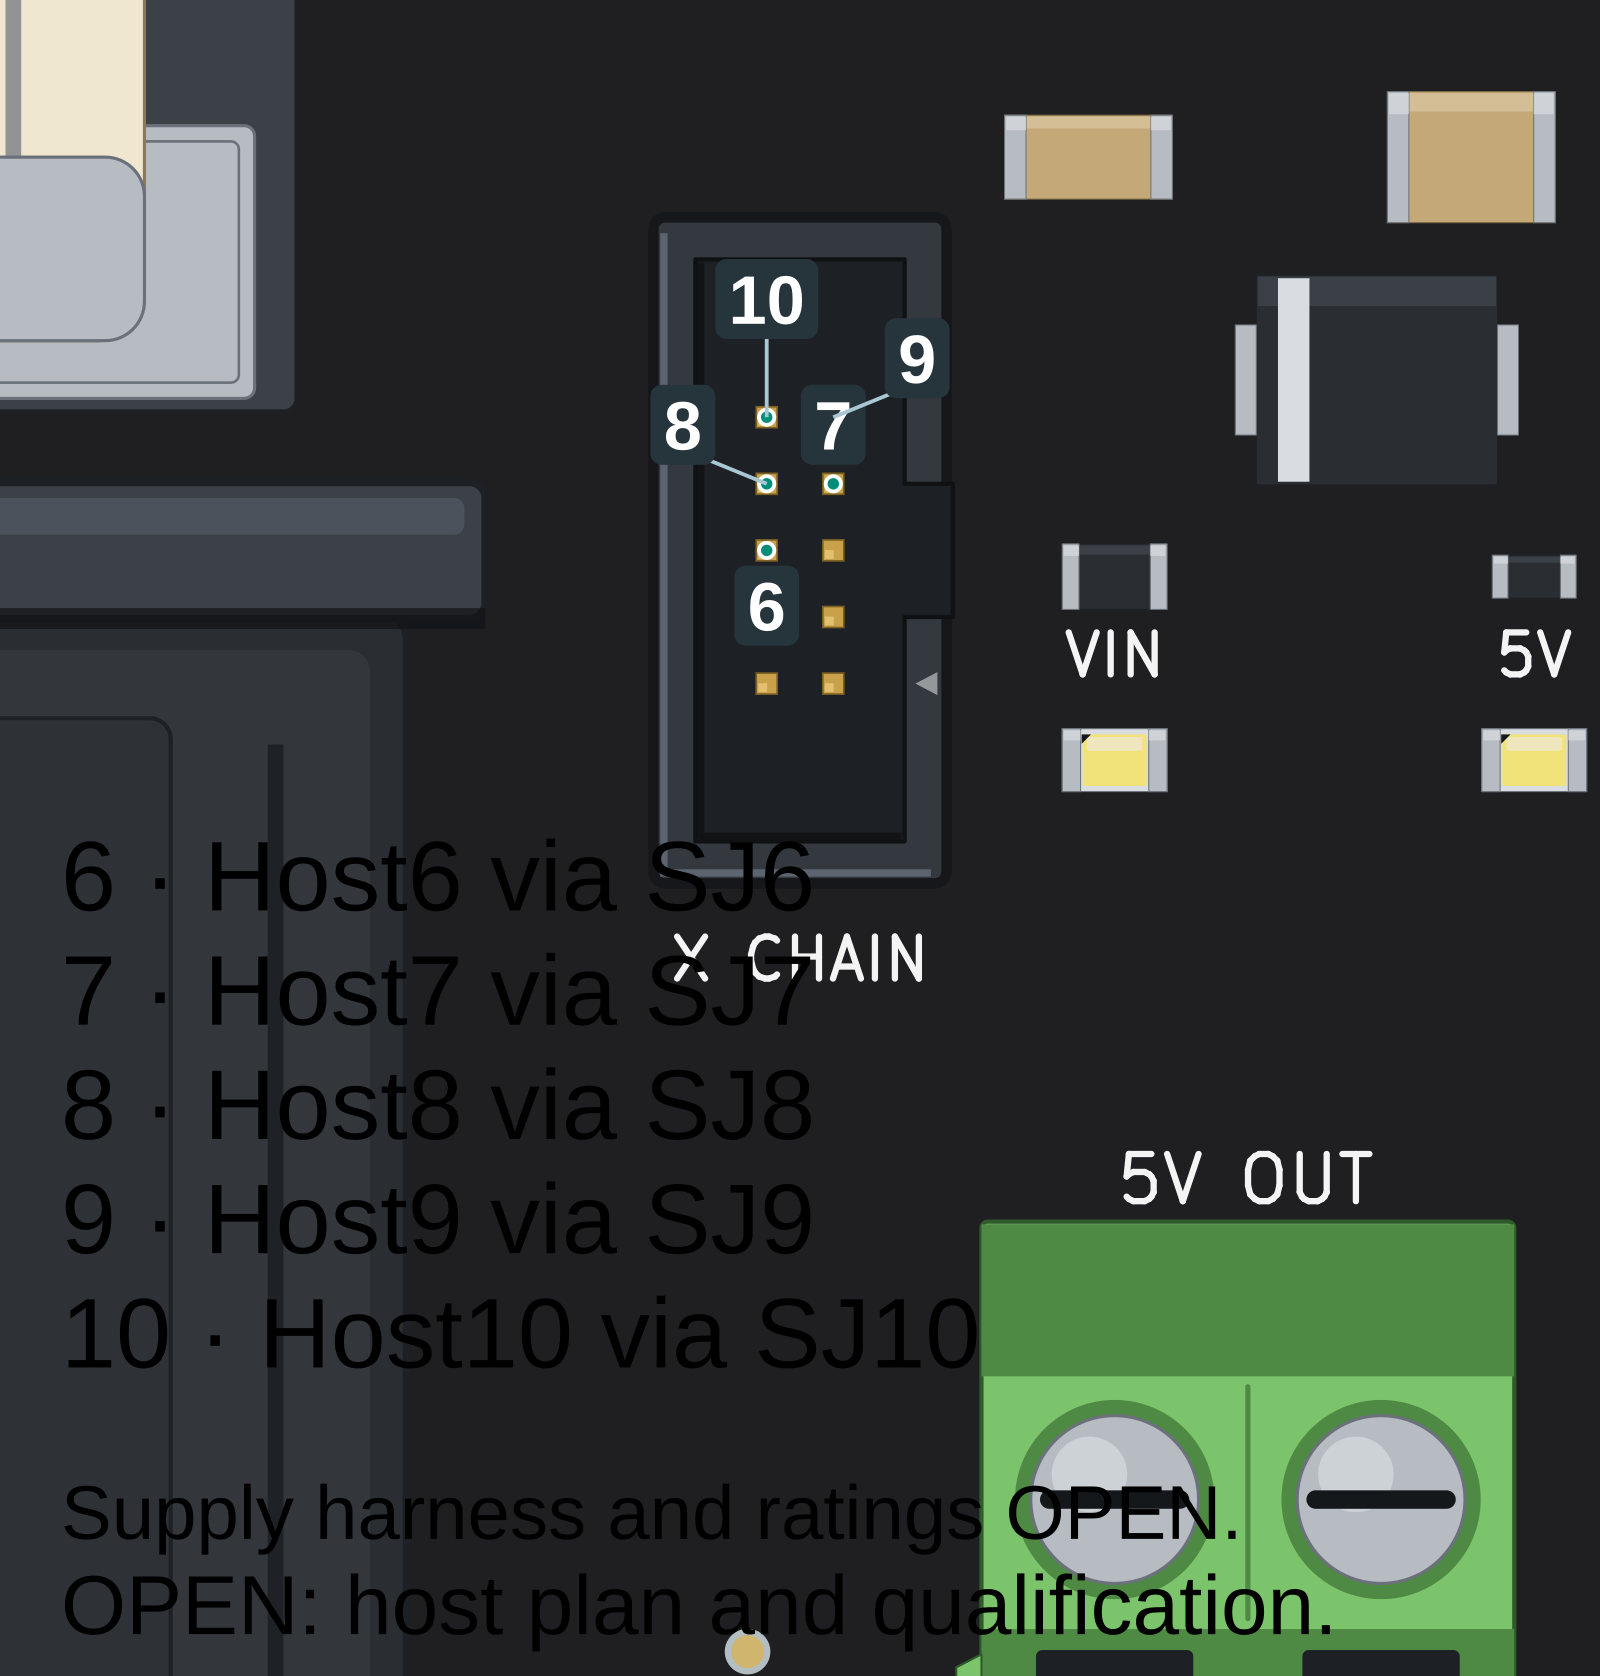 10
9
8
7
6
VIN
5V
6 · Host6 via SJ6
X CHAIN
7 · Host7 via SJ7
8 · Host8 via SJ8
5V OUT
9 · Host9 via SJ9
10 · Host10 via SJ10
Supply harness and ratings OPEN.
OPEN: host plan and qualification.